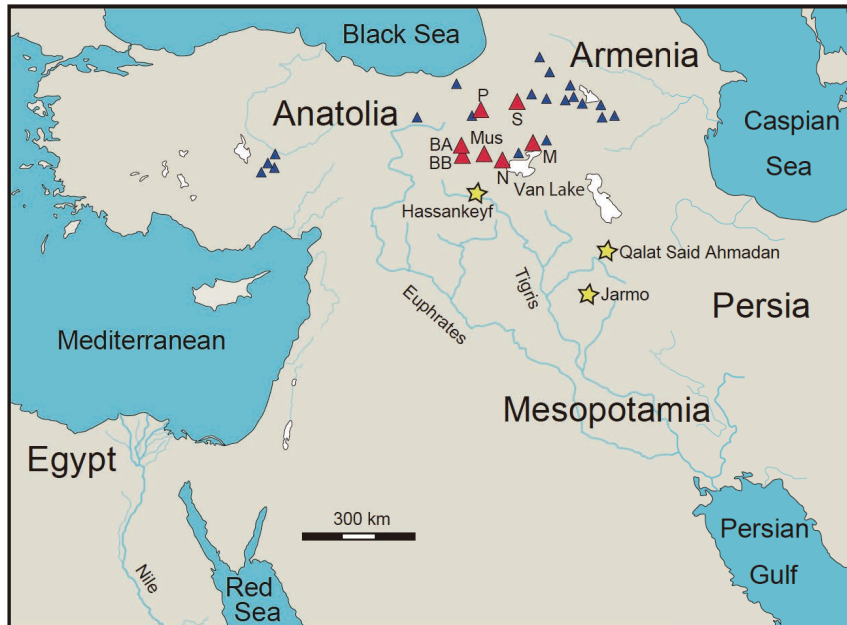 Black Sea
Armenia
Anatolia
P
S
Caspian
Sea
BA
Mus
M
BB
N
Van Lake
Hassankeyf
Qalat Said Ahmadan
Tigris
Jarmo
Persia
Euphrates
Mediterranean
Mesopotamia
Egypt
300 km
Persian
Gulf
Nile
Red
Sea